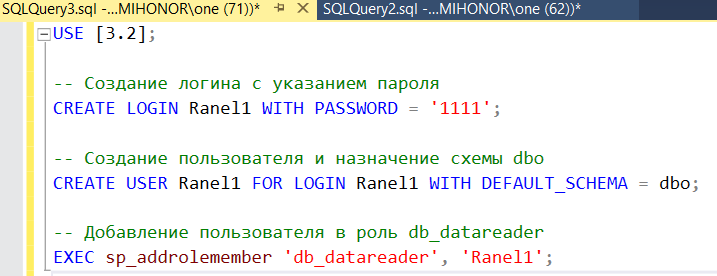 SQLQuery3.sql -...MIHONOR\one (71))* SQLQuery2.sql -...MIHONOR\one (62))*
USE [3.2];
-- Создание логина с указанием пароля
CREATE LOGIN Ranel1 WITH PASSWORD = '1111';
-- Создание пользователя и назначение схемы dbo
CREATE USER Ranel1 FOR LOGIN Ranel1 WITH DEFAULT_SCHEMA = dbo;
-- Добавление пользователя в роль db_datareader
EXEC sp_addrolemember 'db_datareader', 'Ranel1';